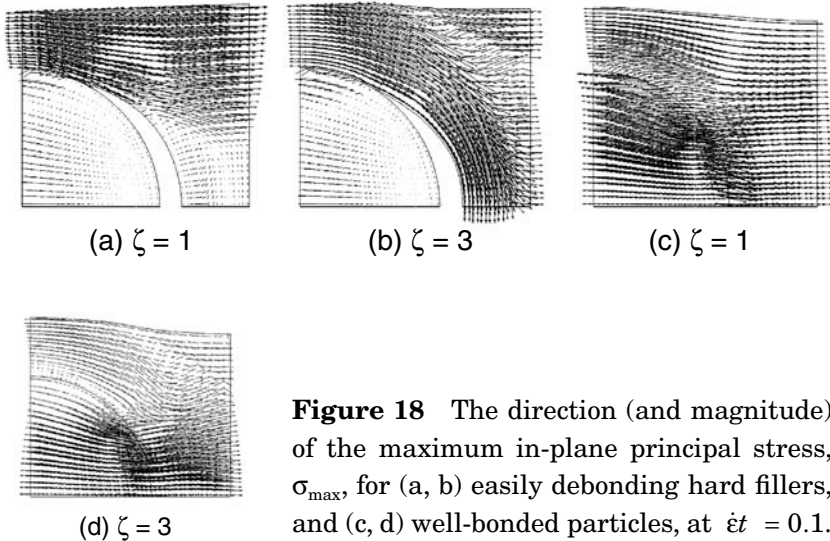 (a) ζ = 1
(b) ζ = 3
(c) ζ = 1
(d) ζ = 3
Figure 18 The direction (and magnitude)
of the maximum in-plane principal stress,
σmax, for (a, b) easily debonding hard fillers,
and (c, d) well-bonded particles, at ε̇t = 0.1.